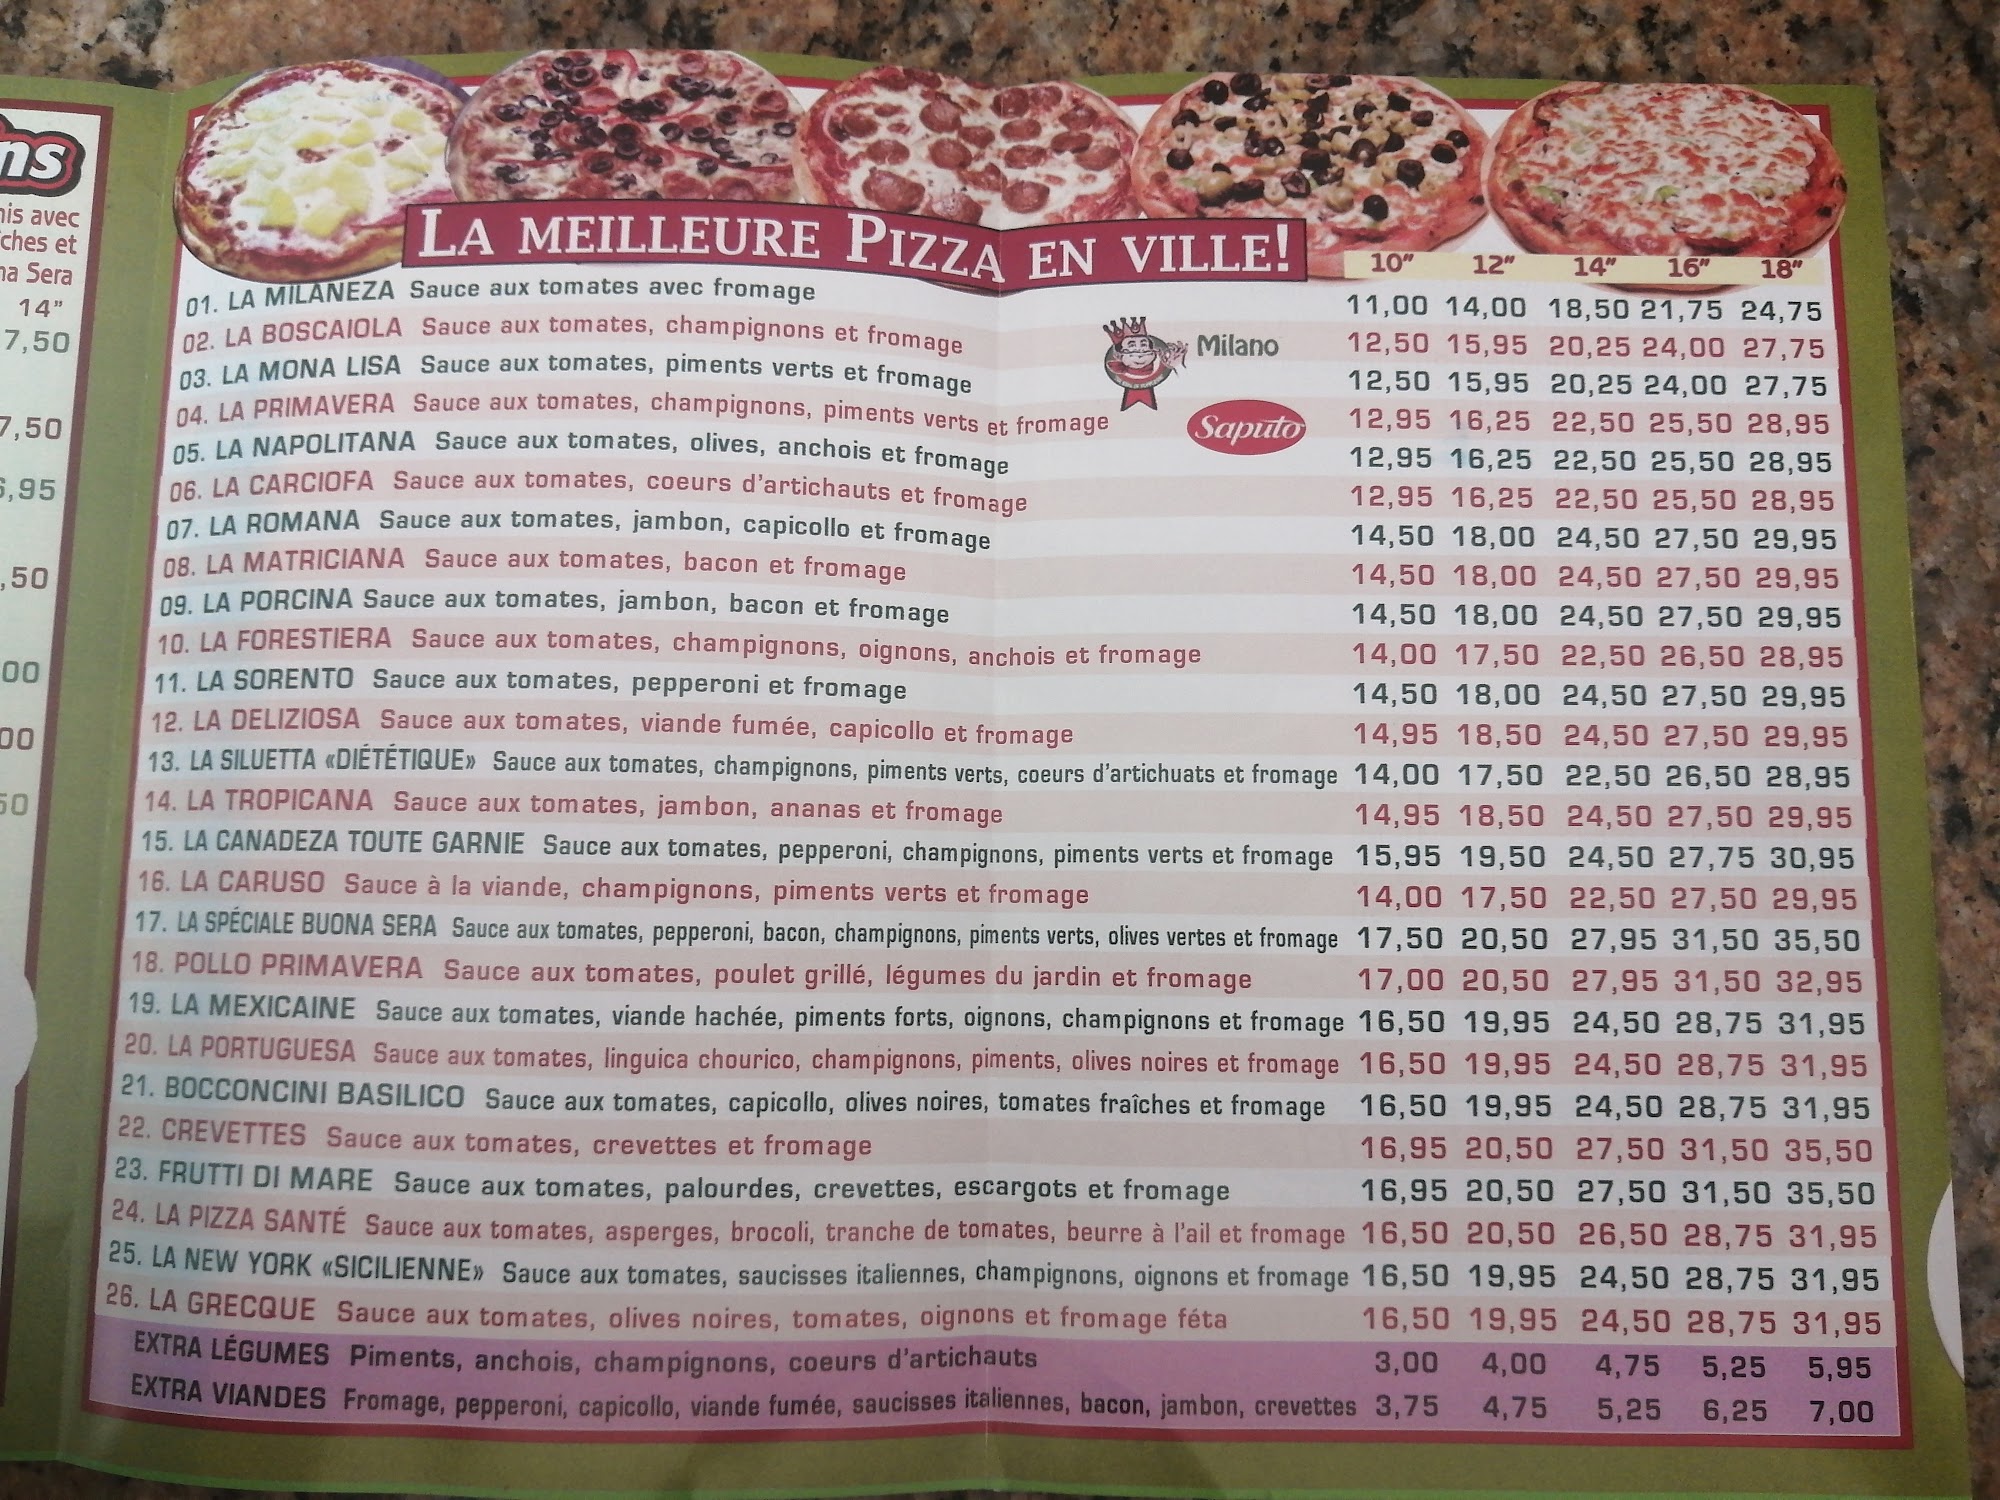 ns
nis avec
ches et
na Sera
14"
7,50
7,50
,95
,50
00
00
50
LA MEILLEURE PIZZA EN VILLE!
10" 12" 14" 16" 18"
01. LA MILANEZA Sauce aux tomates avec fromage 11,00 14,00 18,50 21,75 24,75
02. LA BOSCAIOLA Sauce aux tomates, champignons et fromage 12,50 15,95 20,25 24,00 27,75
Milano
03. LA MONA LISA Sauce aux tomates, piments verts et fromage 12,50 15,95 20,25 24,00 27,75
04. LA PRIMAVERA Sauce aux tomates, champignons, piments verts et fromage 12,95 16,25 22,50 25,50 28,95
Saputo
05. LA NAPOLITANA Sauce aux tomates, olives, anchois et fromage 12,95 16,25 22,50 25,50 28,95
06. LA CARCIOFA Sauce aux tomates, coeurs d'artichauts et fromage 12,95 16,25 22,50 25,50 28,95
07. LA ROMANA Sauce aux tomates, jambon, capicollo et fromage 14,50 18,00 24,50 27,50 29,95
08. LA MATRICIANA Sauce aux tomates, bacon et fromage 14,50 18,00 24,50 27,50 29,95
09. LA PORCINA Sauce aux tomates, jambon, bacon et fromage 14,50 18,00 24,50 27,50 29,95
10. LA FORESTIERA Sauce aux tomates, champignons, oignons, anchois et fromage 14,00 17,50 22,50 26,50 28,95
11. LA SORENTO Sauce aux tomates, pepperoni et fromage 14,50 18,00 24,50 27,50 29,95
12. LA DELIZIOSA Sauce aux tomates, viande fumée, capicollo et fromage 14,95 18,50 24,50 27,50 29,95
13. LA SILUETTA «DIÉTÉTIQUE» Sauce aux tomates, champignons, piments verts, coeurs d'artichuats et fromage 14,00 17,50 22,50 26,50 28,95
14. LA TROPICANA Sauce aux tomates, jambon, ananas et fromage 14,95 18,50 24,50 27,50 29,95
15. LA CANADEZA TOUTE GARNIE Sauce aux tomates, pepperoni, champignons, piments verts et fromage 15,95 19,50 24,50 27,75 30,95
16. LA CARUSO Sauce à la viande, champignons, piments verts et fromage 14,00 17,50 22,50 27,50 29,95
17. LA SPÉCIALE BUONA SERA Sauce aux tomates, pepperoni, bacon, champignons, piments verts, olives vertes et fromage 17,50 20,50 27,95 31,50 35,50
18. POLLO PRIMAVERA Sauce aux tomates, poulet grillé, légumes du jardin et fromage 17,00 20,50 27,95 31,50 32,95
19. LA MEXICAINE Sauce aux tomates, viande hachée, piments forts, oignons, champignons et fromage 16,50 19,95 24,50 28,75 31,95
20. LA PORTUGUESA Sauce aux tomates, linguica chourico, champignons, piments, olives noires et fromage 16,50 19,95 24,50 28,75 31,95
21. BOCCONCINI BASILICO Sauce aux tomates, capicollo, olives noires, tomates fraîches et fromage 16,50 19,95 24,50 28,75 31,95
22. CREVETTES Sauce aux tomates, crevettes et fromage 16,95 20,50 27,50 31,50 35,50
23. FRUTTI DI MARE Sauce aux tomates, palourdes, crevettes, escargots et fromage 16,95 20,50 27,50 31,50 35,50
24. LA PIZZA SANTÉ Sauce aux tomates, asperges, brocoli, tranche de tomates, beurre à l'ail et fromage 16,50 20,50 26,50 28,75 31,95
25. LA NEW YORK «SICILIENNE» Sauce aux tomates, saucisses italiennes, champignons, oignons et fromage 16,50 19,95 24,50 28,75 31,95
26. LA GRECQUE Sauce aux tomates, olives noires, tomates, oignons et fromage féta 16,50 19,95 24,50 28,75 31,95
EXTRA LÉGUMES Piments, anchois, champignons, coeurs d'artichauts 3,00 4,00 4,75 5,25 5,95
EXTRA VIANDES Fromage, pepperoni, capicollo, viande fumée, saucisses italiennes, bacon, jambon, crevettes 3,75 4,75 5,25 6,25 7,00